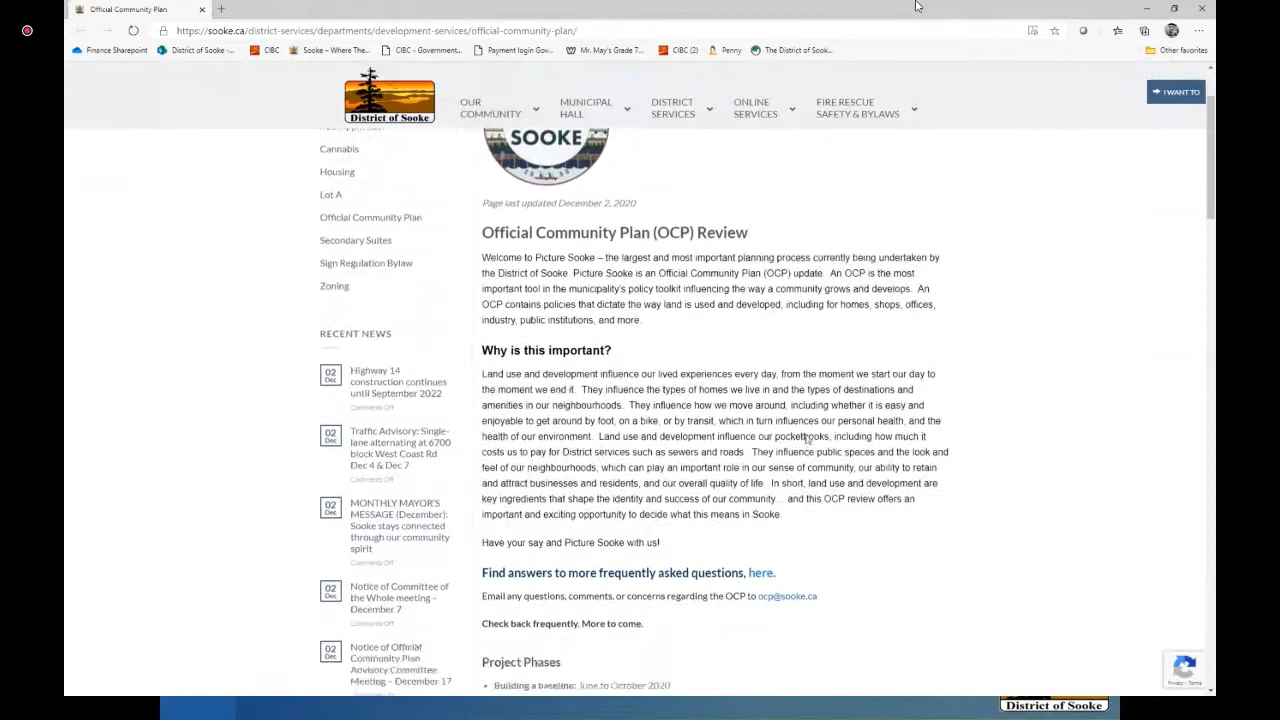 Official Community Plan
https://sooke.ca/district-services/departments/development-services/official-community-plan/
Finance Sharepoint
District of Sooke -...
CIBC
Sooke – Where The...
CIBC - Government...
Payment login Gov...
Mr. May's Grade 7...
CIBC (2)
Penny
The District of Sook...
Other favorites
District of Sooke
OUR COMMUNITY
MUNICIPAL HALL
DISTRICT SERVICES
ONLINE SERVICES
FIRE RESCUE SAFETY & BYLAWS
I WANT TO
Cannabis
Housing
Lot A
Official Community Plan
Secondary Suites
Sign Regulation Bylaw
Zoning
RECENT NEWS
02 Dec
Highway 14
construction continues
until September 2022
Comments Off
02 Dec
Traffic Advisory: Single-
lane alternating at 6700
block West Coast Rd
Dec 4 & Dec 7
Comments Off
02 Dec
MONTHLY MAYOR'S
MESSAGE (December):
Sooke stays connected
through our community
spirit
Comments Off
02 Dec
Notice of Committee of
the Whole meeting –
December 7
Comments Off
02 Dec
Notice of Official
Community Plan
Advisory Committee
Meeting – December 17
Comments Off
SOOKE
Page last updated December 2, 2020
Official Community Plan (OCP) Review
Welcome to Picture Sooke – the largest and most important planning process currently being undertaken by
the District of Sooke. Picture Sooke is an Official Community Plan (OCP) update. An OCP is the most
important tool in the municipality's policy toolkit influencing the way a community grows and develops. An
OCP contains policies that dictate the way land is used and developed, including for homes, shops, offices,
industry, public institutions, and more.
Why is this important?
Land use and development influence our lived experiences every day, from the moment we start our day to
the moment we end it. They influence the types of homes we live in and the types of destinations and
amenities in our neighbourhoods. They influence how we move around, including whether it is easy and
enjoyable to get around by foot, on a bike, or by transit, which in turn influences our personal health, and the
health of our environment. Land use and development influence our pocketbooks, including how much it
costs us to pay for District services such as sewers and roads. They influence public spaces and the look and
feel of our neighbourhoods, which can play an important role in our sense of community, our ability to retain
and attract businesses and residents, and our overall quality of life. In short, land use and development are
key ingredients that shape the identity and success of our community... and this OCP review offers an
important and exciting opportunity to decide what this means in Sooke.
Have your say and Picture Sooke with us!
Find answers to more frequently asked questions, here.
Email any questions, comments, or concerns regarding the OCP to ocp@sooke.ca
Check back frequently. More to come.
Project Phases
• Building a baseline: June to October 2020
Privacy - Terms
District of Sooke